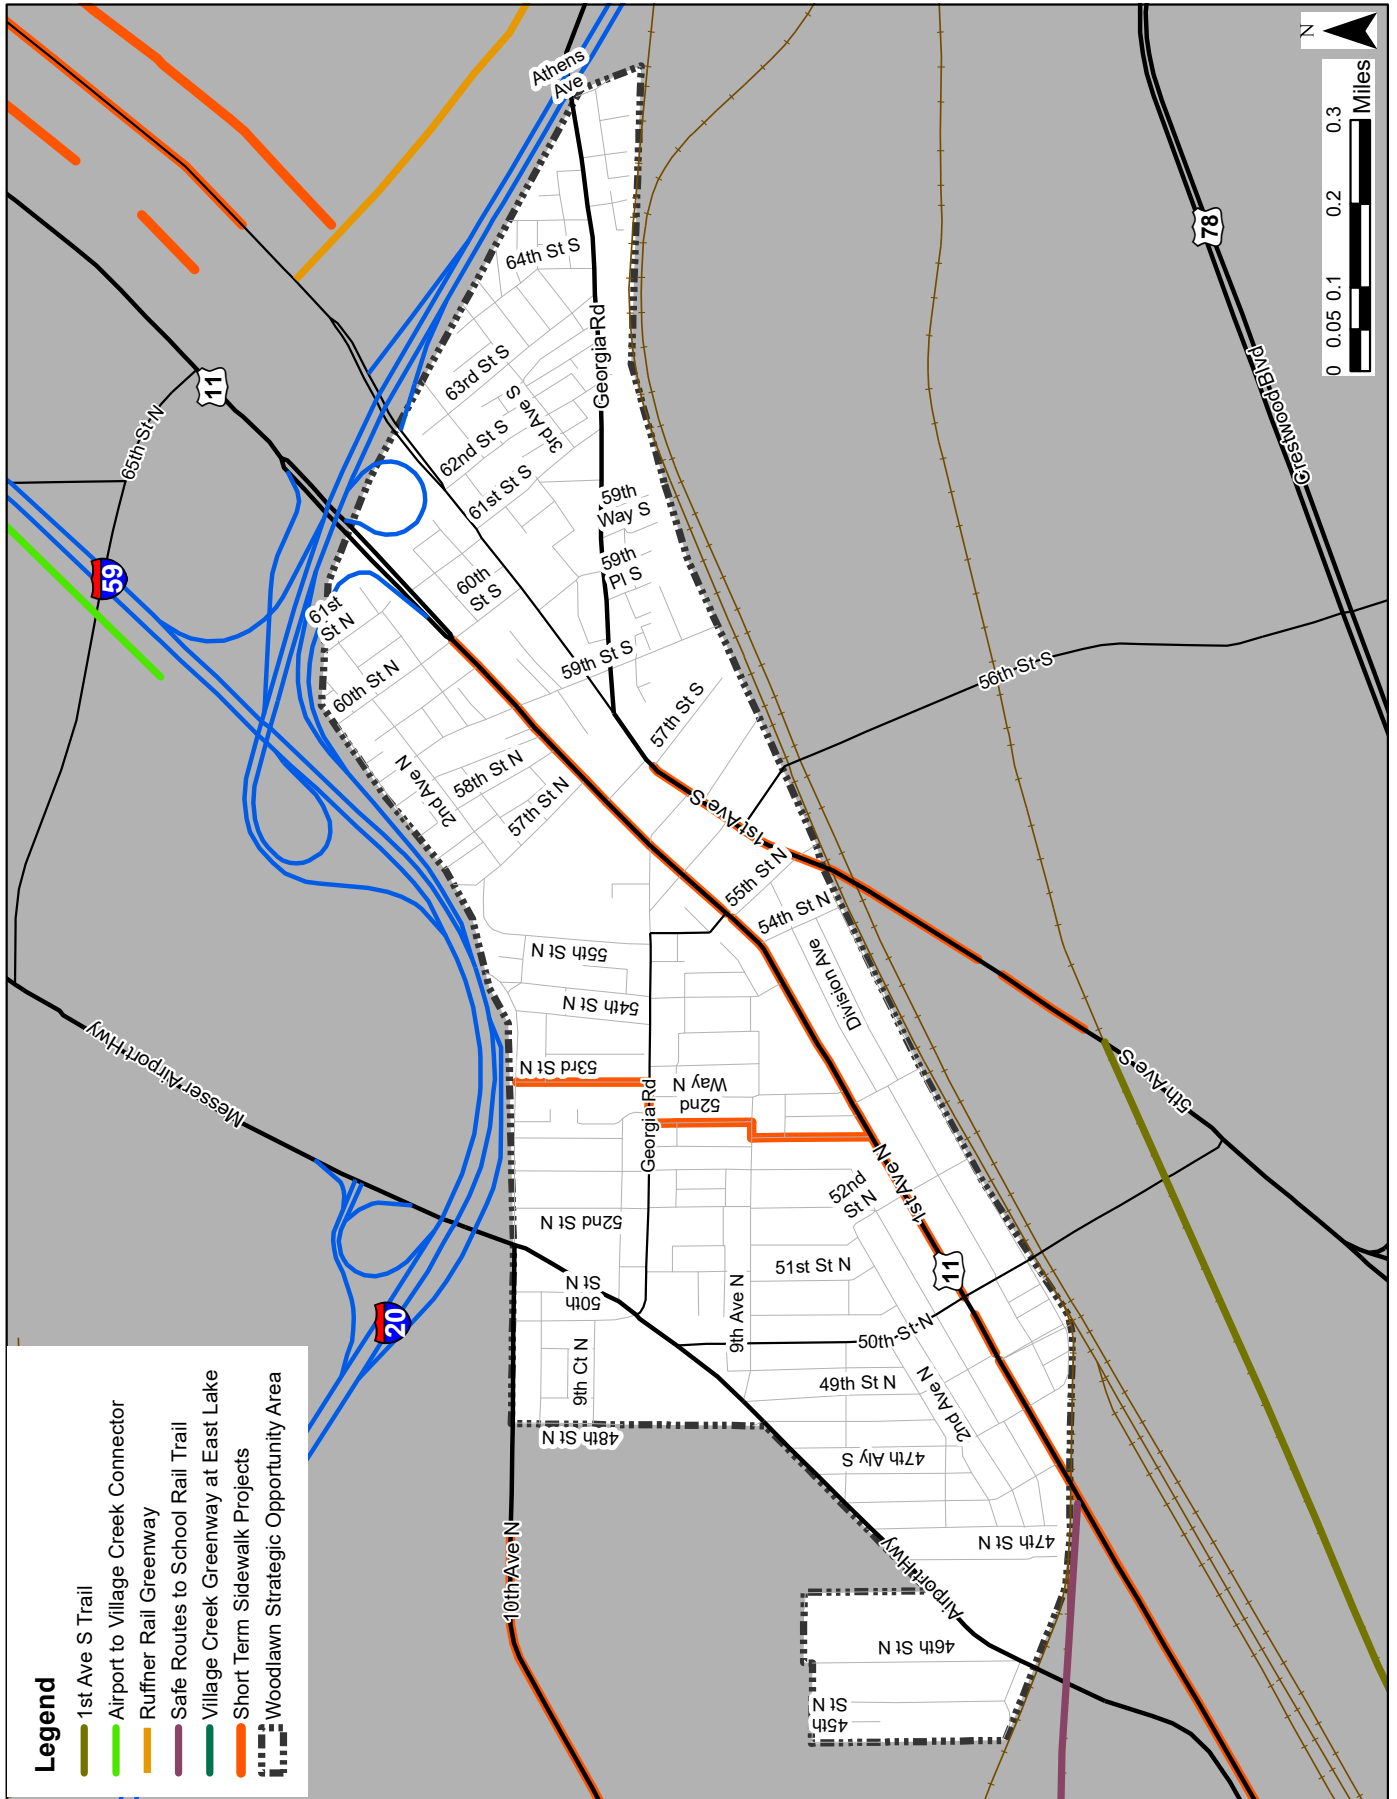 Legend
1st Ave S Trail
Airport to Village Creek Connector
Ruffner Rail Greenway
Safe Routes to School Rail Trail
Village Creek Greenway at East Lake
Short Term Sidewalk Projects
Woodlawn Strategic Opportunity Area
Messer Airport Hwy
65th St N
59
20
11
10th Ave N
48th St N
9th Ct N
50th
St N
52nd St N
53rd St N
54th St N
55th St N
Georgia Rd
52nd
Way N
9th Ave N
51st St N
52nd
St N
50th St N
49th St N
2nd Ave N
47th Aly S
47th St N
46th St N
45th
St N
Airport Hwy
1st Ave N
11
Division Ave
54th St N
55th St N
1st Ave S
57th St S
57th St N
58th St N
2nd Ave N
60th St N
61st
St N
59th St S
60th
St S
61st St S
62nd St S
63rd St S
3rd Ave S
64th St S
Georgia Rd
59th
Way S
59th
Pl S
Athens
Ave
56th St S
5th Ave S
Crestwood Blvd
78
N
0 0.05 0.1 0.2 0.3
Miles